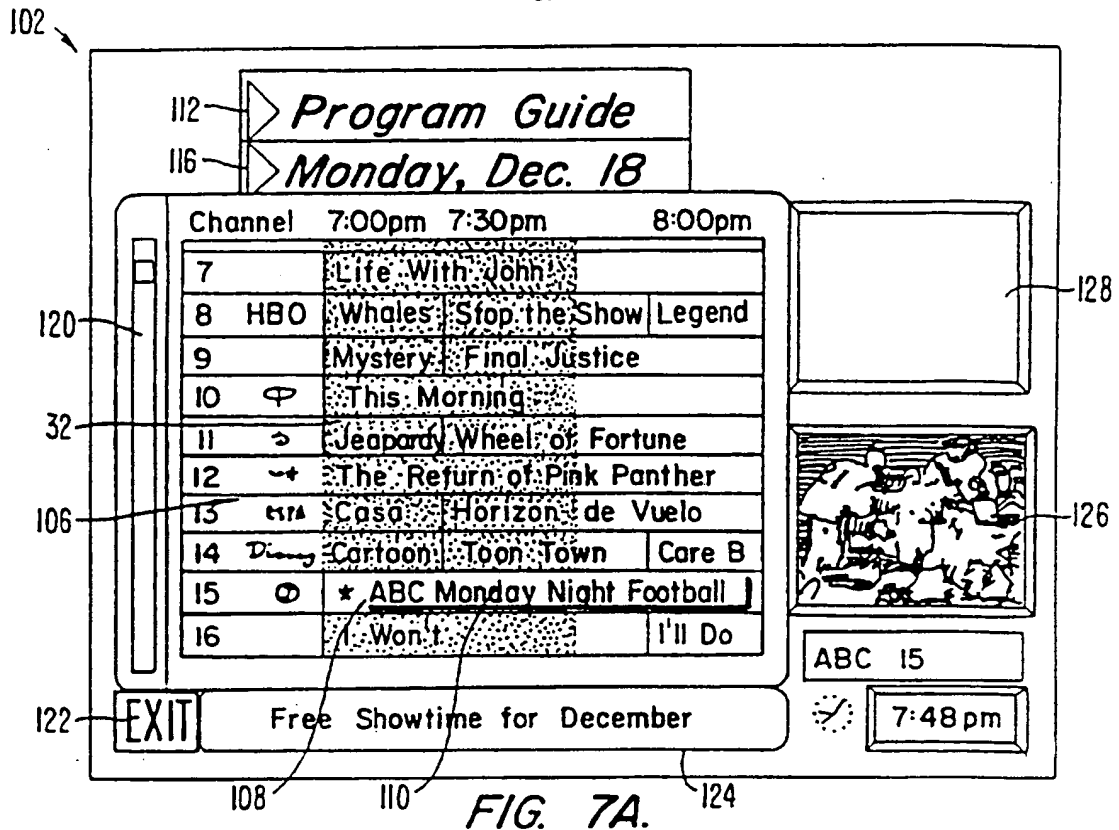 102
112 Program Guide
116 Monday, Dec. 18
Channel 7:00pm 7:30pm 8:00pm
7 Life With John
8 HBO Whales Stop the Show Legend
128
120
9 Mystery Final Justice
10 This Morning
32
11 Jeapardy Wheel of Fortune
12 The Return of Pink Panther
106
13 Casa Horizon de Vuelo
126
14 Disney Cartoon Toon Town Care B
15 * ABC Monday Night Football
16 I Won't I'll Do
ABC 15
122 EXIT Free Showtime for December 7:48pm
108 110 124
FIG. 7A.